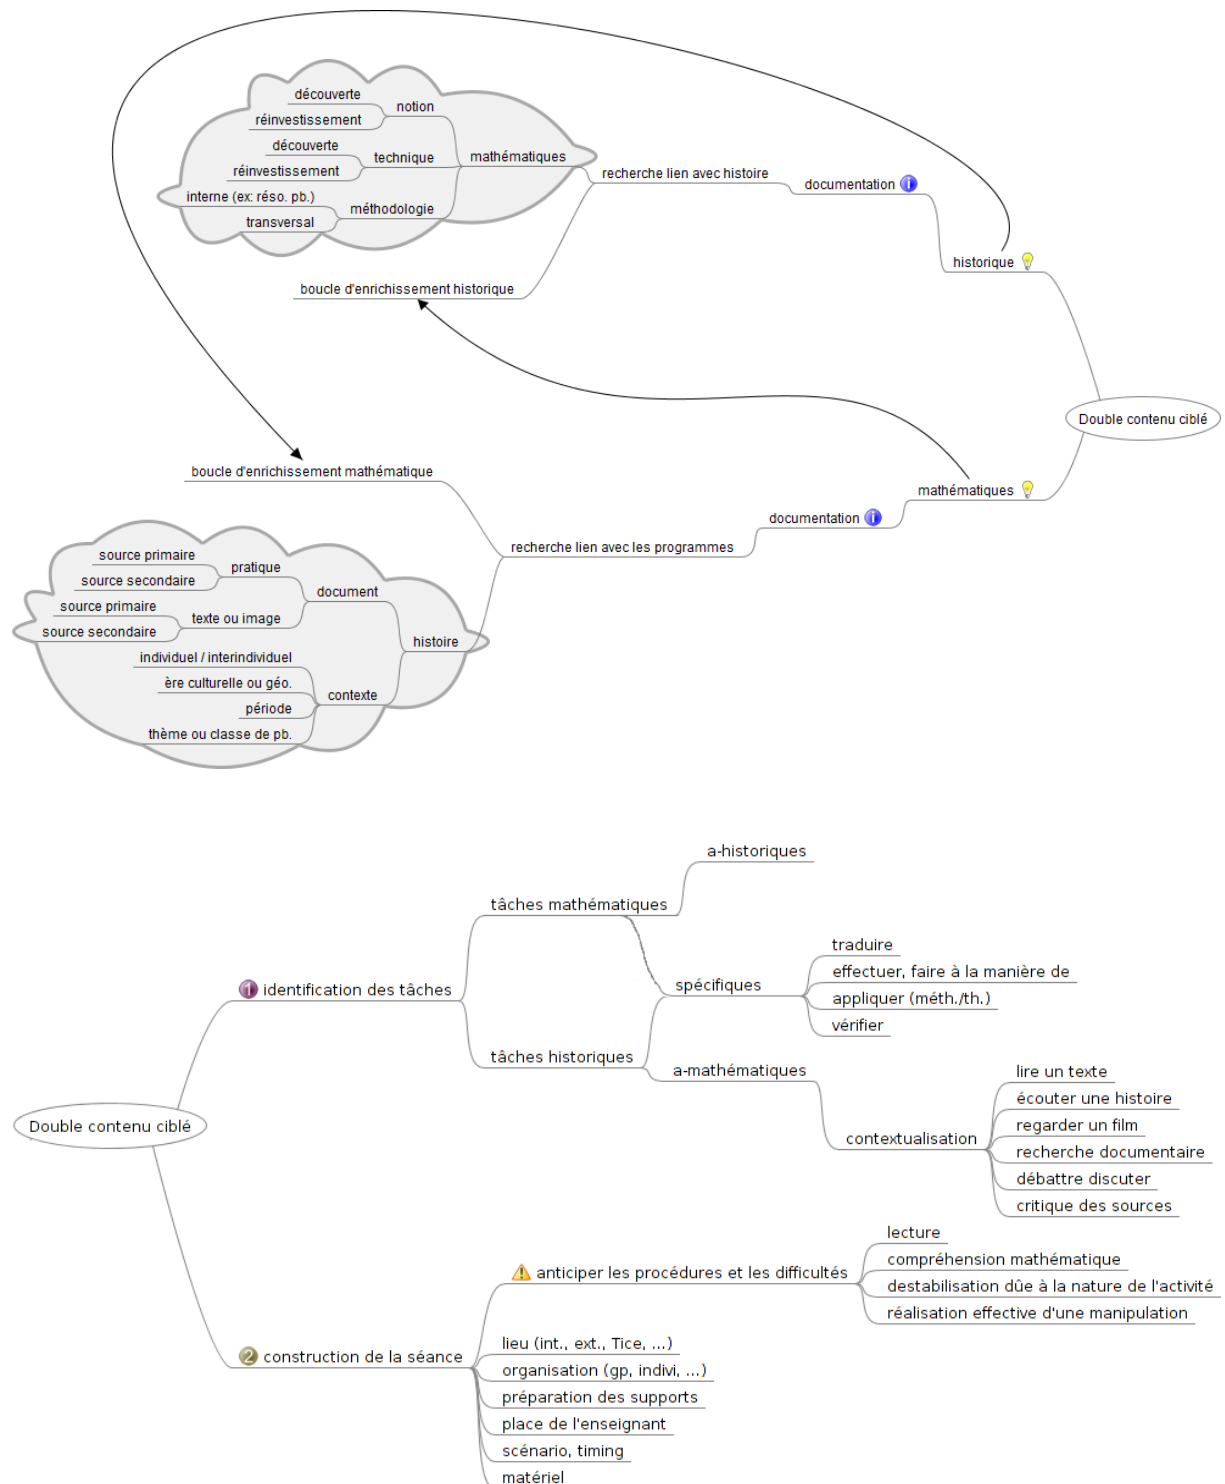 découverte
notion
réinvestissement
découverte
technique
mathématiques
réinvestissement
recherche lien avec histoire
documentation
interne (ex: réso. pb.)
méthodologie
transversal
historique
boucle d'enrichissement historique
Double contenu ciblé
boucle d'enrichissement mathématique
mathématiques
documentation
recherche lien avec les programmes
source primaire
pratique
source secondaire
document
source primaire
texte ou image
source secondaire
histoire
individuel / interindividuel
ère culturelle ou géo.
contexte
période
thème ou classe de pb.
a-historiques
tâches mathématiques
traduire
effectuer, faire à la manière de
spécifiques
1 identification des tâches
appliquer (méth./th.)
vérifier
tâches historiques
a-mathématiques
lire un texte
écouter une histoire
Double contenu ciblé
regarder un film
contextualisation
recherche documentaire
débattre discuter
critique des sources
lecture
compréhension mathématique
anticiper les procédures et les difficultés
destabilisation dûe à la nature de l'activité
réalisation effective d'une manipulation
lieu (int., ext., Tice, ...)
2 construction de la séance
organisation (gp, indivi, ...)
préparation des supports
place de l'enseignant
scénario, timing
matériel